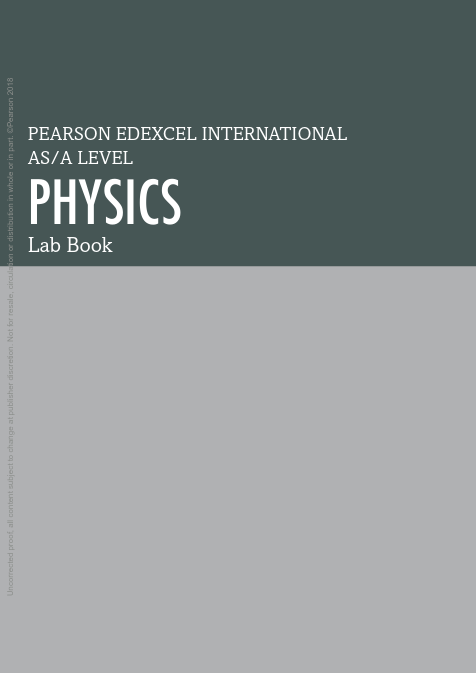 PEARSON EDEXCEL INTERNATIONAL
AS/A LEVEL
PHYSICS
Lab Book
Uncorrected proof, all content subject to change at publisher discretion. Not for resale, circulation or distribution in whole or in part. ©Pearson 2018